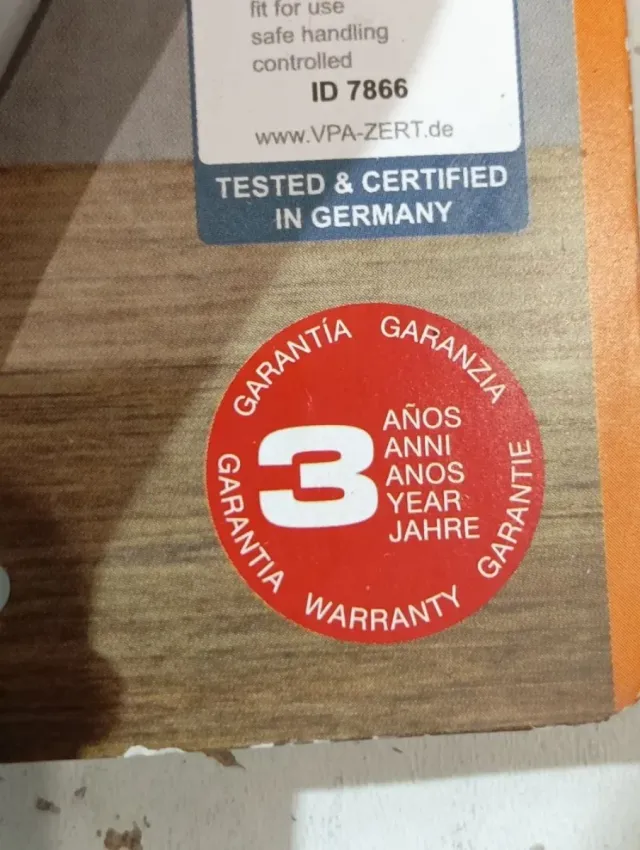 fit for use
safe handling
controlled
ID 7866
www.VPA-ZERT.de
TESTED & CERTIFIED
IN GERMANY
GARANTÍA
GARANZIA
3
AÑOS
ANNI
ANOS
YEAR
JAHRE
GARANTIA
WARRANTY
GARANTIE